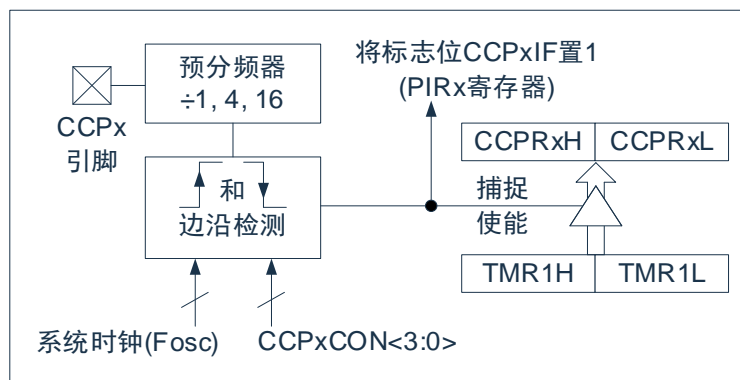 预分频器
÷1, 4, 16
CCPx
引脚
和
边沿检测
系统时钟(Fosc)
CCPxCON<3:0>
将标志位CCPxIF置1
(PIRx寄存器)
捕捉
使能
CCPRxH
CCPRxL
TMR1H
TMR1L